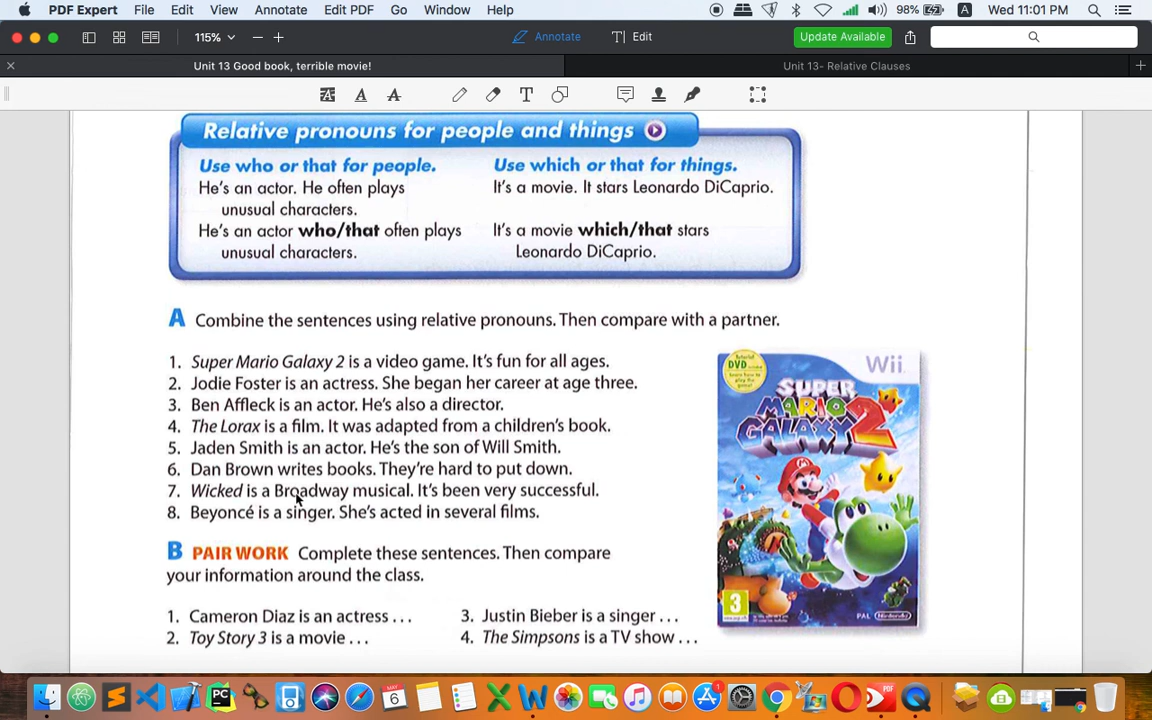 PDF Expert File Edit View Annotate Edit PDF Go Window Help 98% A Wed 11:01 PM
115% Annotate T Edit Update Available
Unit 13 Good book, terrible movie! Unit 13- Relative Clauses
Relative pronouns for people and things
Use who or that for people.
He's an actor. He often plays
unusual characters.
He's an actor who/that often plays
unusual characters.
Use which or that for things.
It's a movie. It stars Leonardo DiCaprio.
It's a movie which/that stars
Leonardo DiCaprio.
A Combine the sentences using relative pronouns. Then compare with a partner.
1. Super Mario Galaxy 2 is a video game. It's fun for all ages.
2. Jodie Foster is an actress. She began her career at age three.
3. Ben Affleck is an actor. He's also a director.
4. The Lorax is a film. It was adapted from a children's book.
5. Jaden Smith is an actor. He's the son of Will Smith.
6. Dan Brown writes books. They're hard to put down.
7. Wicked is a Broadway musical. It's been very successful.
8. Beyoncé is a singer. She's acted in several films.
DVD
Wii
SUPER
MARIO
GALAXY 2
3
PAL Nintendo
B PAIR WORK Complete these sentences. Then compare
your information around the class.
1. Cameron Diaz is an actress . . .
2. Toy Story 3 is a movie . . .
3. Justin Bieber is a singer . . .
4. The Simpsons is a TV show . . .
MAY
6
PC
X
W
A
1
PDF